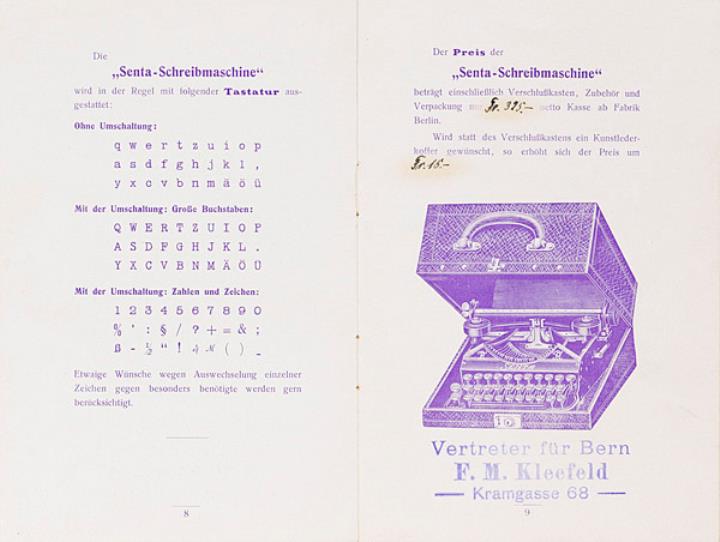 Die
„Senta-Schreibmaschine“
wird in der Regel mit folgender Tastatur aus-
gestattet:
Ohne Umschaltung:
q w e r t z u i o p
a s d f g h j k l ,
y x c v b n m ä ö ü
Mit der Umschaltung: Große Buchstaben:
Q W E R T Z U I O P
A S D F G H J K L .
Y X C V B N M Ä Ö Ü
Mit der Umschaltung: Zahlen und Zeichen:
1 2 3 4 5 6 7 8 9 0
% ' : § / ? + = & ;
ß - ½ " ! ( ) _
Etwaige Wünsche wegen Auswechselung einzelner
Zeichen gegen besonders benötigte werden gern
berücksichtigt.
8
Der Preis der
„Senta-Schreibmaschine“
beträgt einschließlich Verschlußkasten, Zubehör und
Verpackung nur Fr. 395.— netto Kasse ab Fabrik
Berlin.
Wird statt des Verschlußkastens ein Kunstleder-
koffer gewünscht, so erhöht sich der Preis um
Fr. 15.—
Vertreter für Bern
F. M. Kleefeld
— Kramgasse 68 —
9